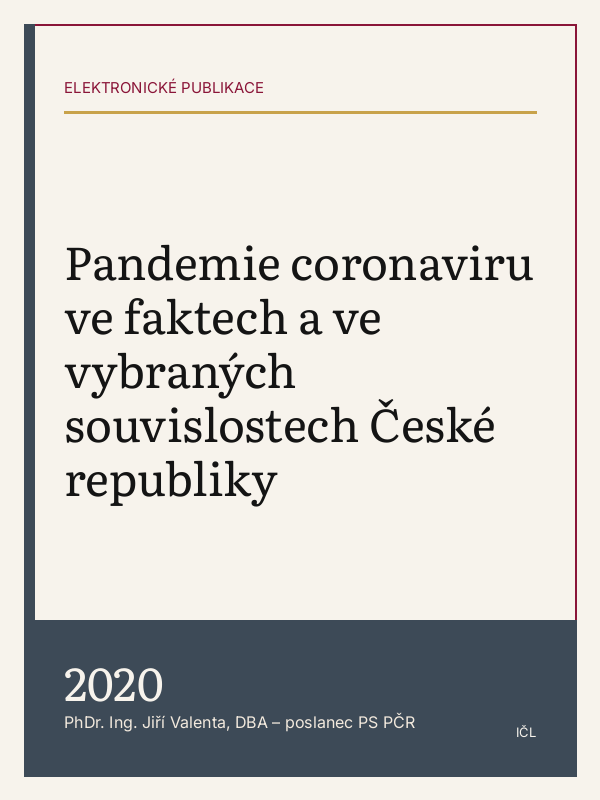 ELEKTRONICKÉ PUBLIKACE
Pandemie coronaviru
ve faktech a ve
vybraných
souvislostech České
republiky
2020
PhDr. Ing. Jiří Valenta, DBA – poslanec PS PČR
IČL